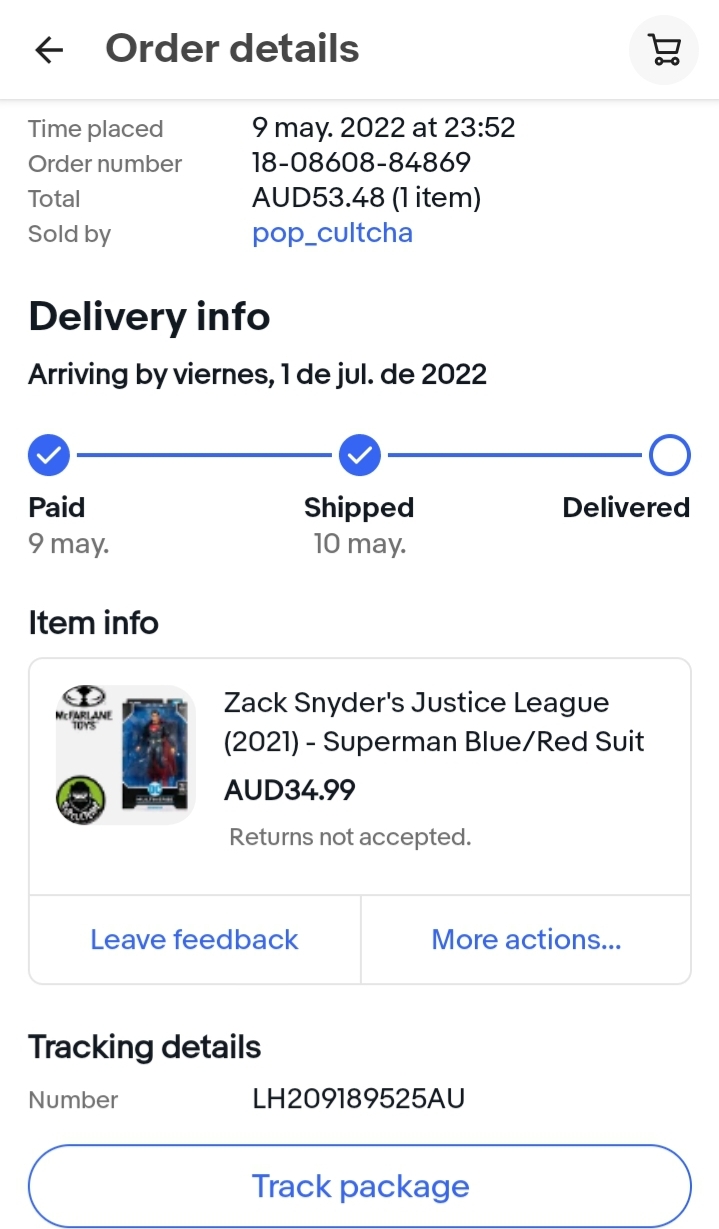 Order details
Time placed 9 may. 2022 at 23:52
Order number 18-08608-84869
Total AUD53.48 (1 item)
Sold by pop_cultcha
Delivery info
Arriving by viernes, 1 de jul. de 2022
Paid Shipped Delivered
9 may. 10 may.
Item info
McFARLANE
TOYS
Zack Snyder's Justice League
(2021) - Superman Blue/Red Suit
AUD34.99
Returns not accepted.
Leave feedback More actions...
Tracking details
Number LH209189525AU
Track package